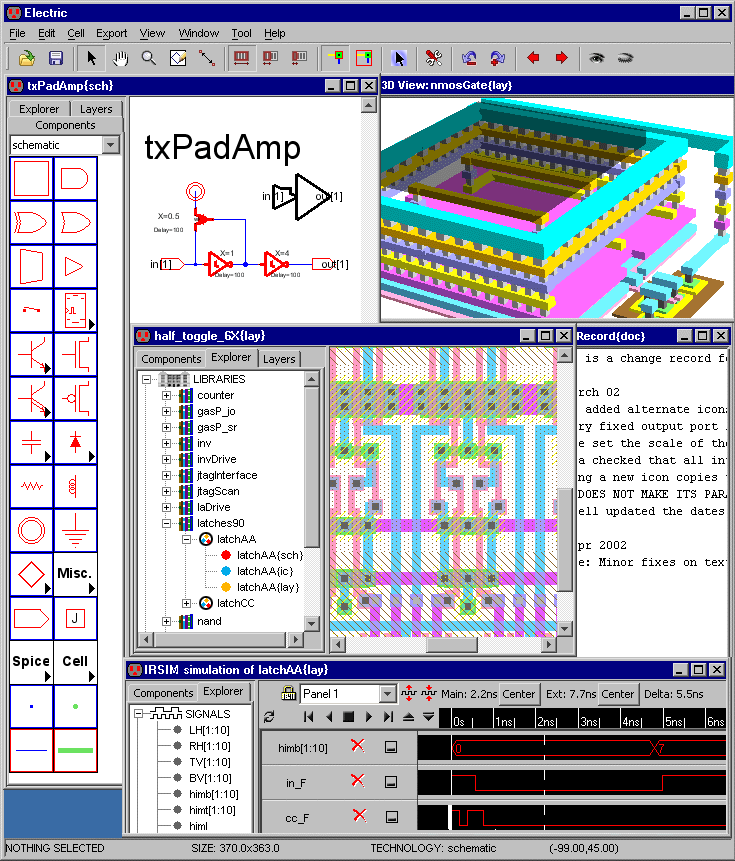 Electric
File Edit Cell Export View Window Tool Help
txPadAmp{sch}
Explorer Layers
Components
schematic
Misc.
J
Spice Cell
txPadAmp
X=0.5
Delay=100
in[1] out[1]
X=1 X=4
in[1] out[1]
Delay=100 Delay=100
3D View: nmosGate{lay}
half_toggle_6X{lay}
Components Explorer Layers
LIBRARIES
counter
gasP_jo
gasP_sr
inv
invDrive
jtagInterface
jtagScan
laDrive
latches90
latchAA
latchAA{sch}
latchAA{ic}
latchAA{lay}
latchCC
nand
Record{doc}
is a change record fo
rch 02
added alternate icon
ry fixed output port
e set the scale of the
a checked that all in
ng a new icon copies
DOES NOT MAKE ITS PAR
ell updated the dates
pr 2002
e: Minor fixes on tex
IRSIM simulation of latchAA{lay}
Components Explorer
SIGNALS
LH[1:10]
RH[1:10]
TV[1:10]
BV[1:10]
himb[1:10]
himt[1:10]
himl
Panel 1 Main: 2.2ns Center Ext: 7.7ns Center Delta: 5.5ns
0s 1ns 2ns 3ns 4ns 5ns 6ns
himb[1:10] 0 7
in_F
cc_F
NOTHING SELECTED SIZE: 370.0x363.0 TECHNOLOGY: schematic (-99.00,45.00)